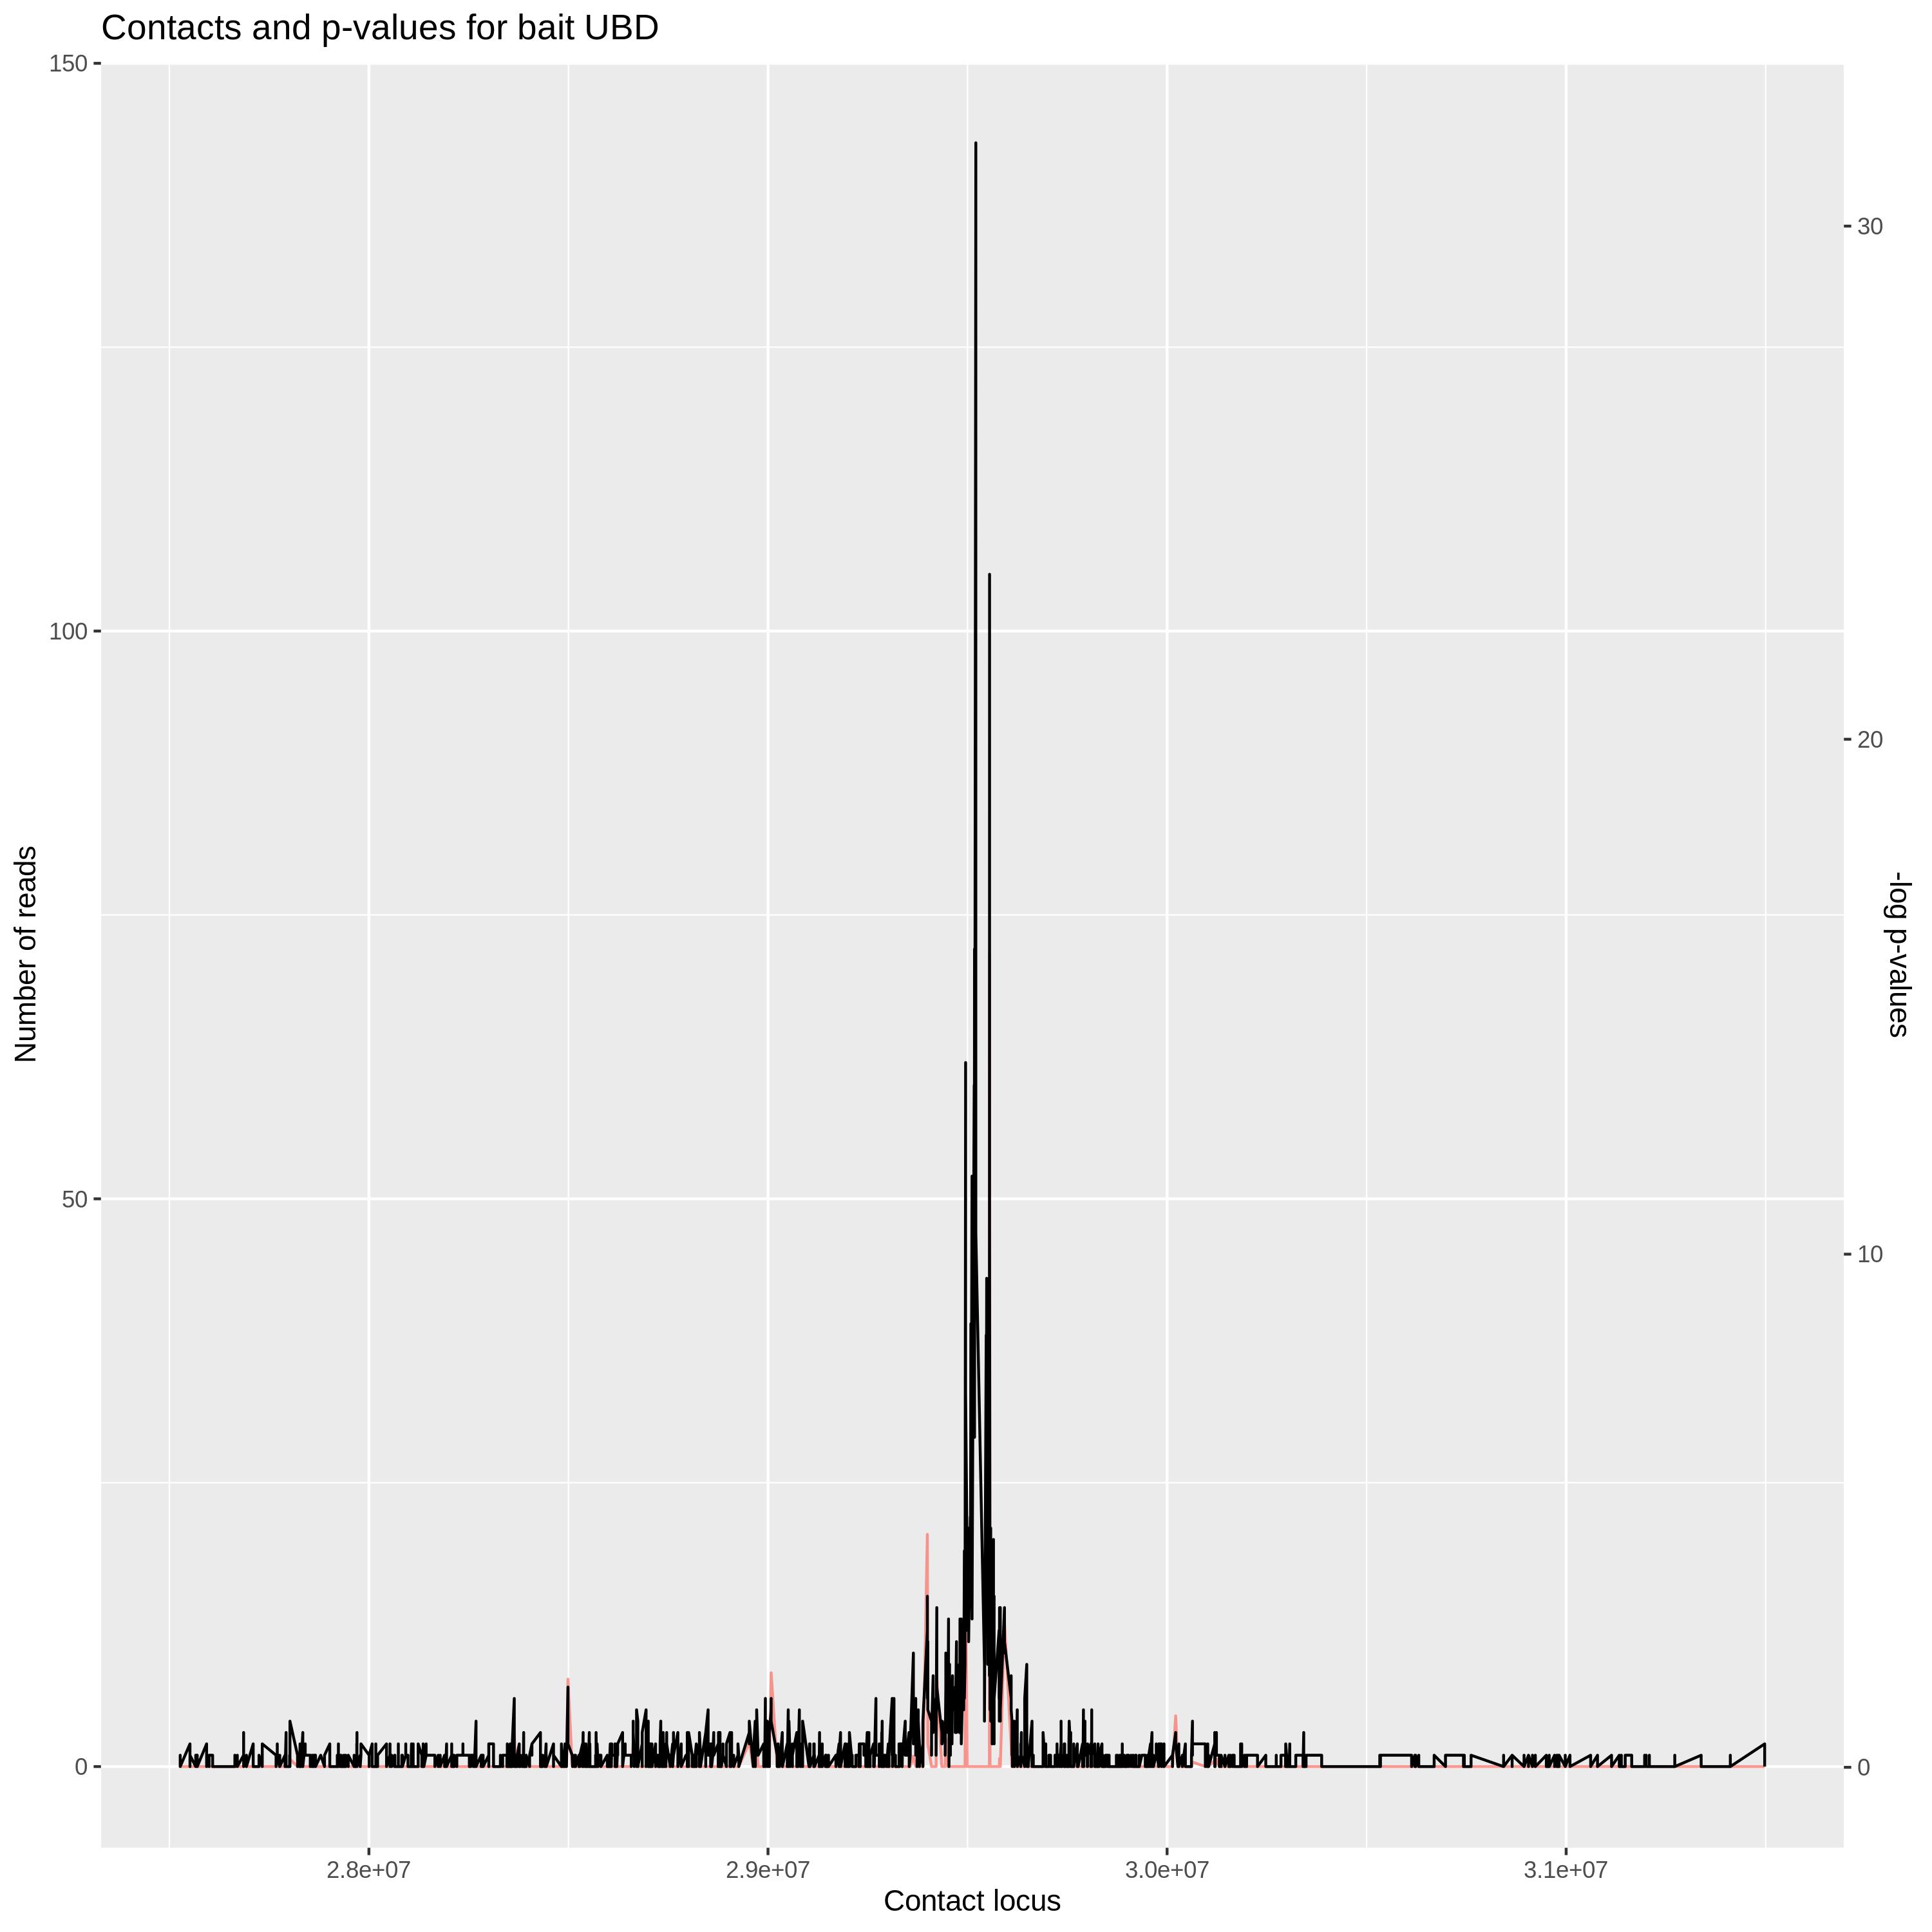 Contacts and p-values for bait UBD
150
100
50
0
Number of reads
30
20
10
0
-log p-values
2.8e+07
2.9e+07
3.0e+07
3.1e+07
Contact locus